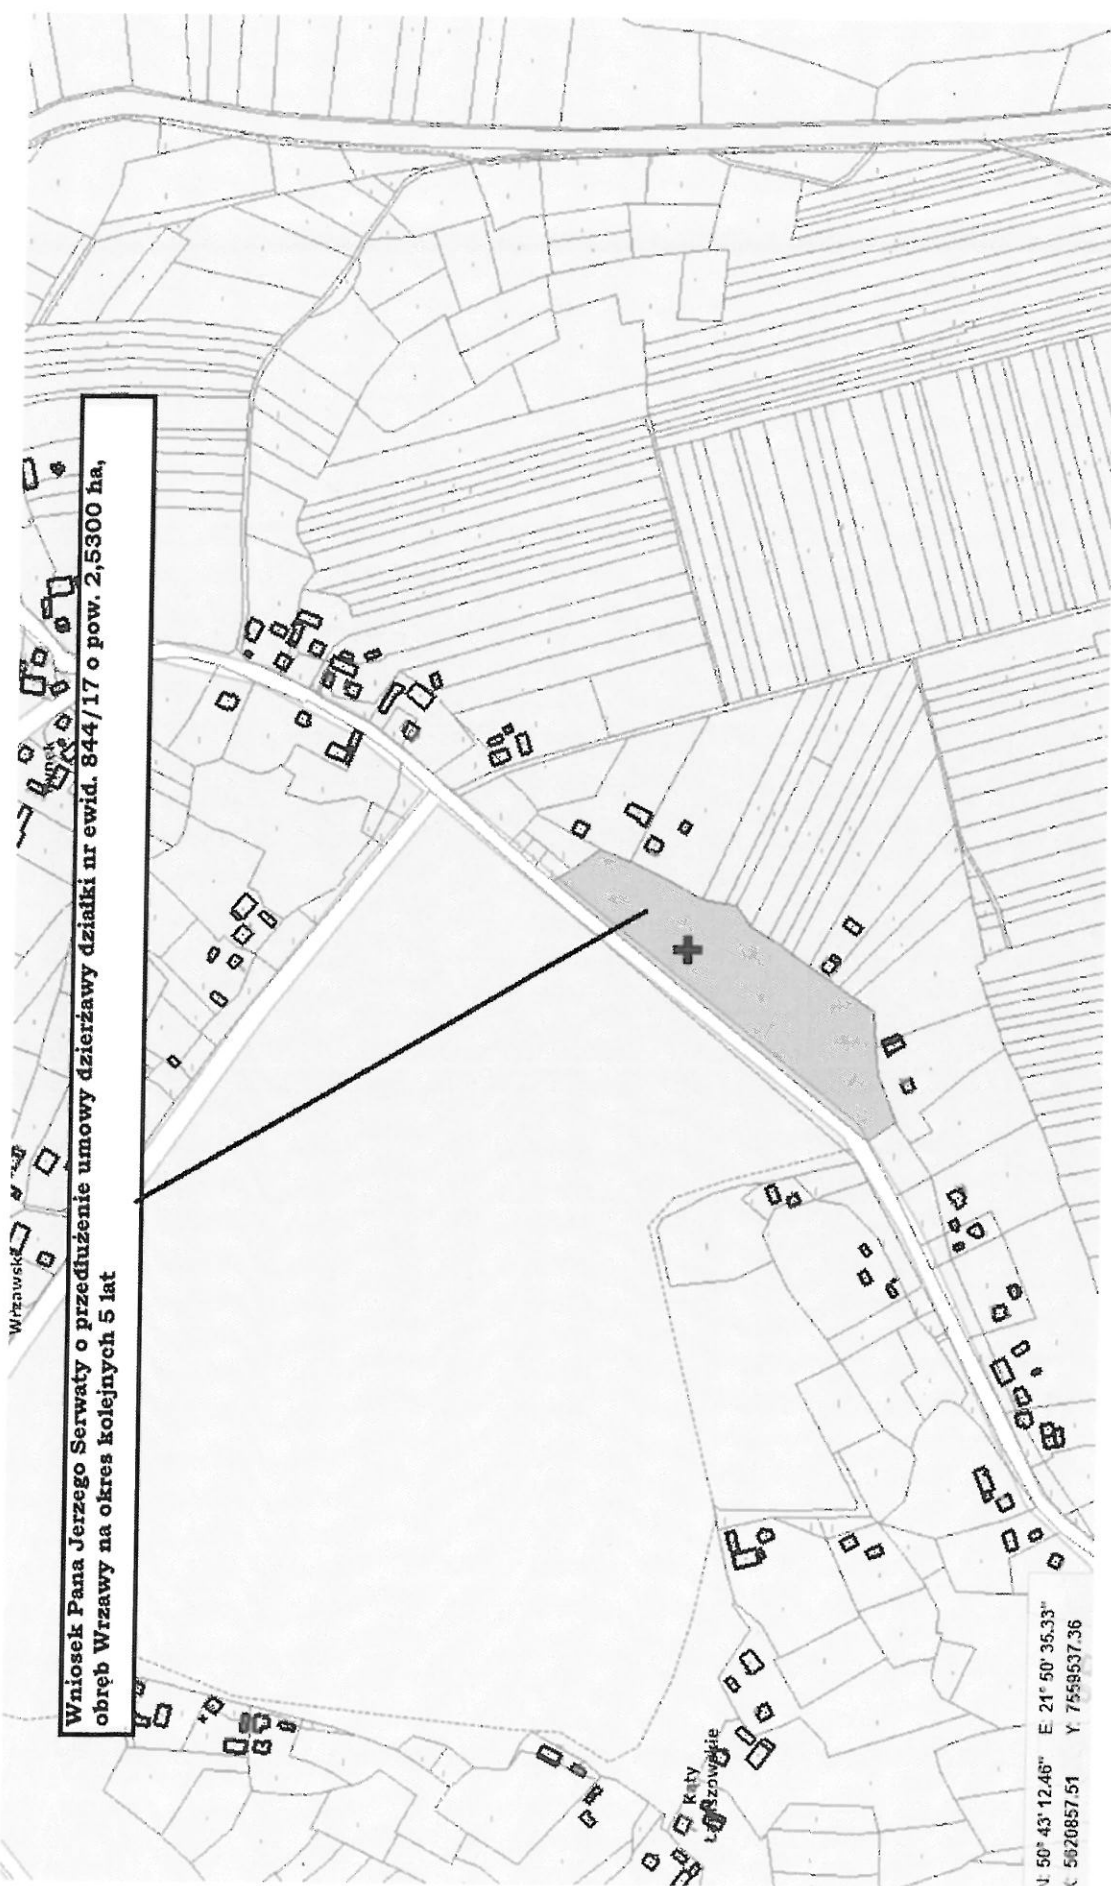 Wniosek Pana Jerzego Serwaty o przedłużenie umowy dzierżawy działki nr ewid. 844/17 o pow. 2,5300 ha,
obręb Wrzawy na okres kolejnych 5 lat
Wrzawski
Kąty
50° 43' 12.46" E: 21° 50' 35.33"
5620857.51 Y: 7559537.36